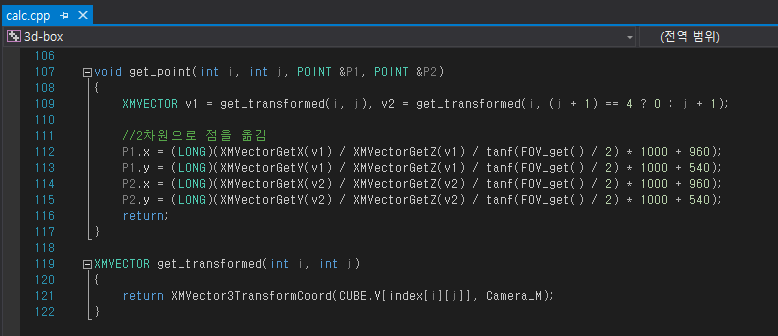 calc.cpp
3d-box
(전역 범위)
106
107 void get_point(int i, int j, POINT &P1, POINT &P2)
108 {
109 XMVECTOR v1 = get_transformed(i, j), v2 = get_transformed(i, (j + 1) == 4 ? 0 : j + 1);
110
111 //2차원으로 점을 옮김
112 P1.x = (LONG)(XMVectorGetX(v1) / XMVectorGetZ(v1) / tanf(FOV_get() / 2) * 1000 + 960);
113 P1.y = (LONG)(XMVectorGetY(v1) / XMVectorGetZ(v1) / tanf(FOV_get() / 2) * 1000 + 540);
114 P2.x = (LONG)(XMVectorGetX(v2) / XMVectorGetZ(v2) / tanf(FOV_get() / 2) * 1000 + 960);
115 P2.y = (LONG)(XMVectorGetY(v2) / XMVectorGetZ(v2) / tanf(FOV_get() / 2) * 1000 + 540);
116 return;
117 }
118
119 XMVECTOR get_transformed(int i, int j)
120 {
121 return XMVector3TransformCoord(CUBE.V[index[i][j]], Camera_M);
122 }